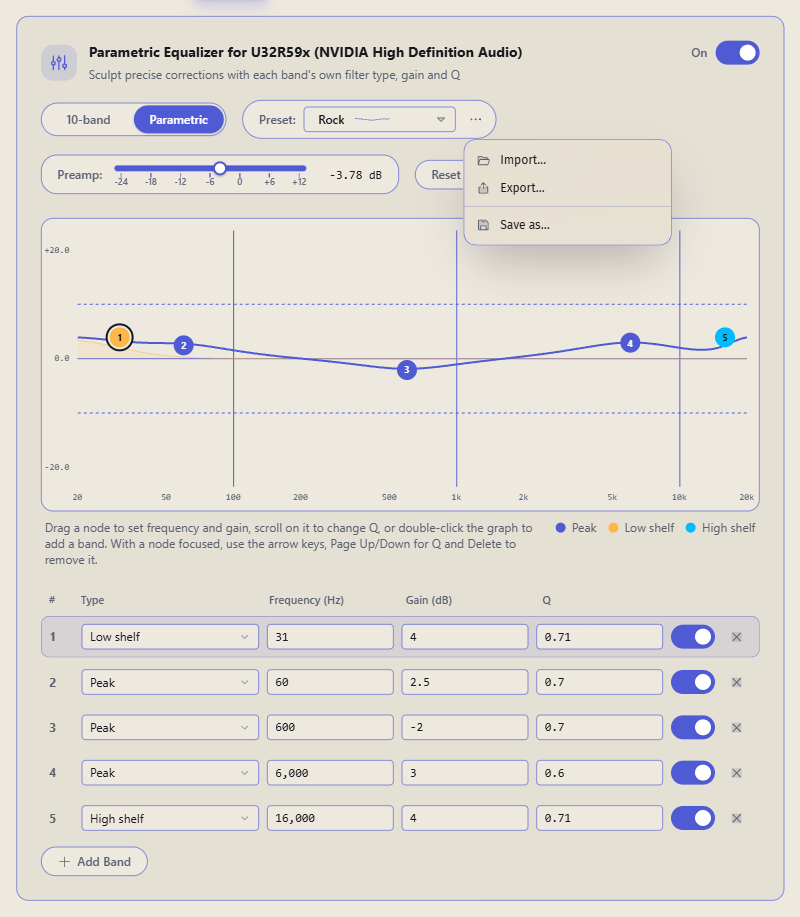 Parametric Equalizer for U32R59x (NVIDIA High Definition Audio)
On
Sculpt precise corrections with each band's own filter type, gain and Q
10-band
Parametric
Preset:
Rock
...
Import...
Export...
Save as...
Preamp:
-24 -18 -12 -6 0 +6 +12
-3.78 dB
Reset
+20.0
0.0
-20.0
1
2
3
4
5
20 50 100 200 500 1k 2k 5k 10k 20k
Drag a node to set frequency and gain, scroll on it to change Q, or double-click the graph to
add a band. With a node focused, use the arrow keys, Page Up/Down for Q and Delete to
remove it.
Peak Low shelf High shelf
# Type Frequency (Hz) Gain (dB) Q
1 Low shelf 31 4 0.71
2 Peak 60 2.5 0.7
3 Peak 600 -2 0.7
4 Peak 6,000 3 0.6
5 High shelf 16,000 4 0.71
Add Band